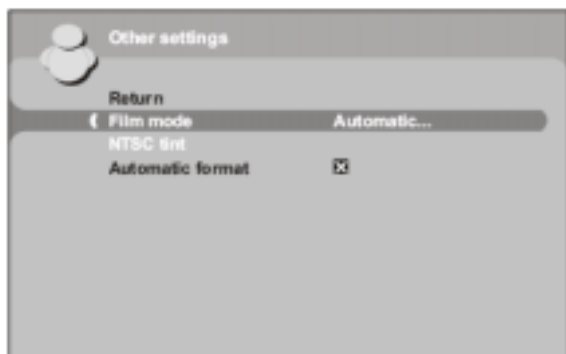 Other settings
Return
Film mode Automatic...
NTSC tint
Automatic format